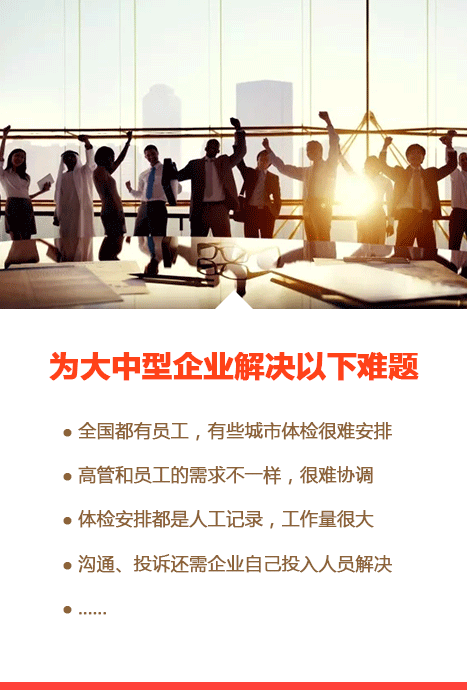 为大中型企业解决以下难题
● 全国都有员工，有些城市体检很难安排
● 高管和员工的需求不一样，很难协调
● 体检安排都是人工记录，工作量很大
● 沟通、投诉还需企业自己投入人员解决
● ……